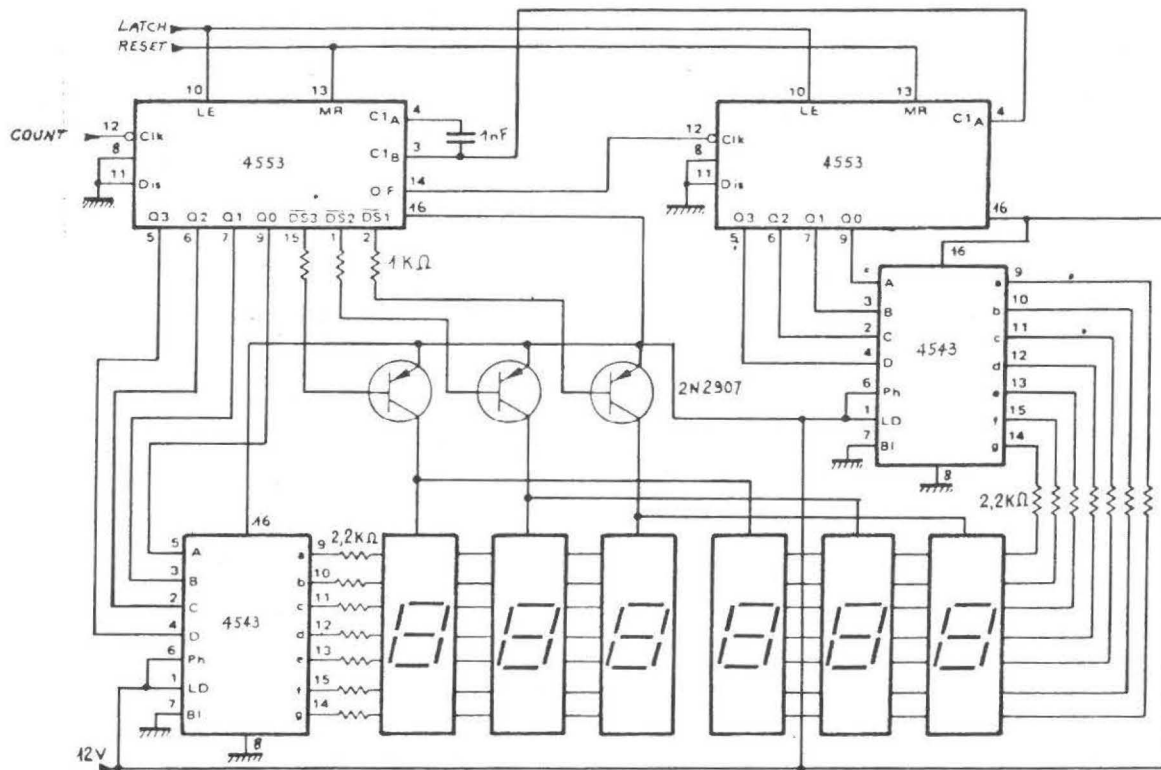 LATCH
RESET
10 13 10 13
LE MR LE MR
COUNT 12 Clk 4 C1A 1nF 12 Clk C1A 4
8 4553 3 C1B 8 4553
11 Dis 14 OF 11 Dis
16 16
Q3 Q2 Q1 Q0 DS3 DS2 DS1 Q3 Q2 Q1 Q0
5 6 7 9 15 1 2 5 6 7 9
1KΩ
16
A a 9
3 B b 10
2 C c 11
4 D 4543 d 12
6 Ph e 13
1 LD f 15
7 BI g 14
8
2N2907
2,2KΩ
16
2,2KΩ
5 A a 9
3 B b 10
2 C c 11
4 D 4543 d 12
6 Ph e 13
1 LD f 15
7 BI g 14
8
12V